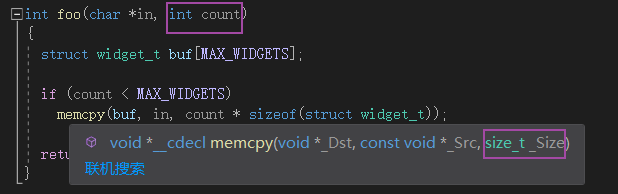 int foo(char *in, int count)
{
struct widget_t buf[MAX_WIDGETS];
if (count < MAX_WIDGETS)
memcpy(buf, in, count * sizeof(struct widget_t));
void *__cdecl memcpy(void *_Dst, const void *_Src, size_t _Size)
联机搜索
retu
}